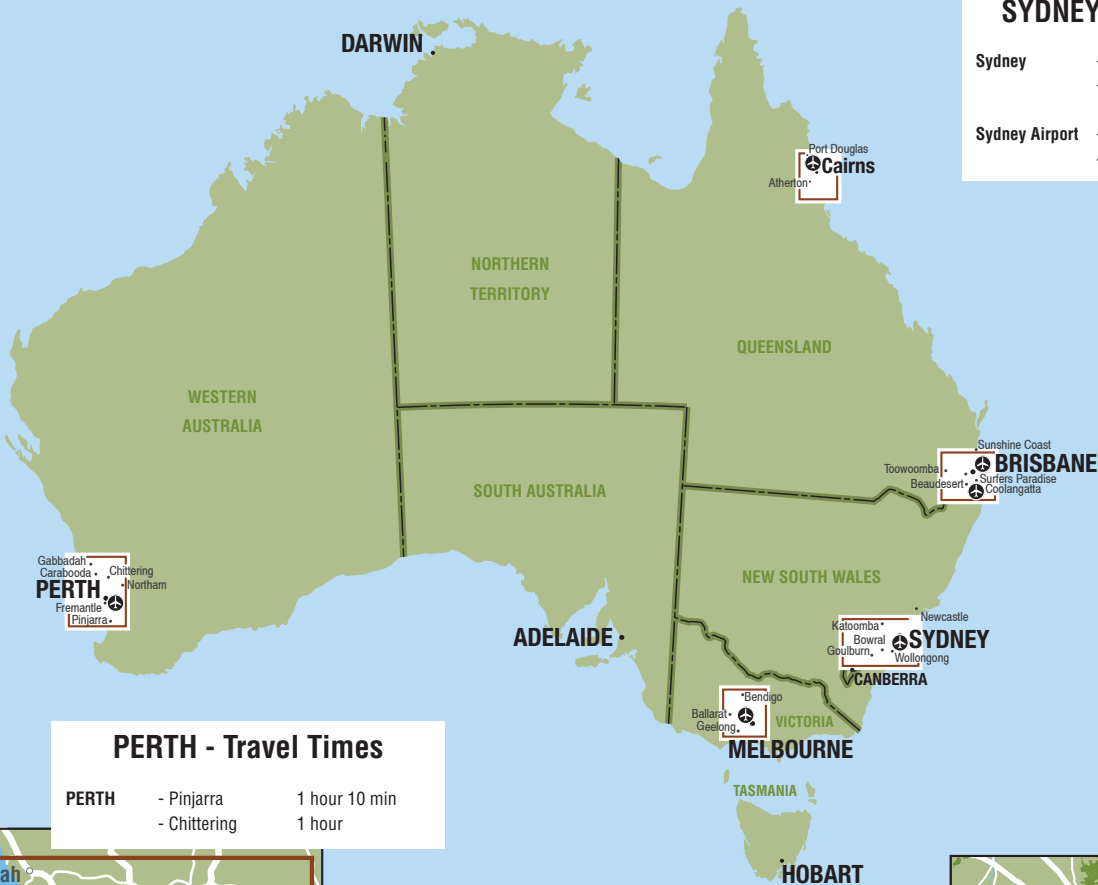 SYDNEY
Sydney -
-
Sydney Airport -
-
DARWIN
Port Douglas
Cairns
Atherton
NORTHERN
TERRITORY
QUEENSLAND
WESTERN
AUSTRALIA
SOUTH AUSTRALIA
Sunshine Coast
BRISBANE
Toowoomba
Surfers Paradise
Beaudesert
Coolangatta
Gabbadah
Carabooda
Chittering
Northam
PERTH
Fremantle
Pinjarra
NEW SOUTH WALES
Newcastle
Katoomba
Bowral
SYDNEY
Goulburn
Wollongong
CANBERRA
ADELAIDE
Bendigo
Ballarat
VICTORIA
Geelong
MELBOURNE
TASMANIA
HOBART
PERTH - Travel Times
PERTH - Pinjarra 1 hour 10 min
- Chittering 1 hour
ah